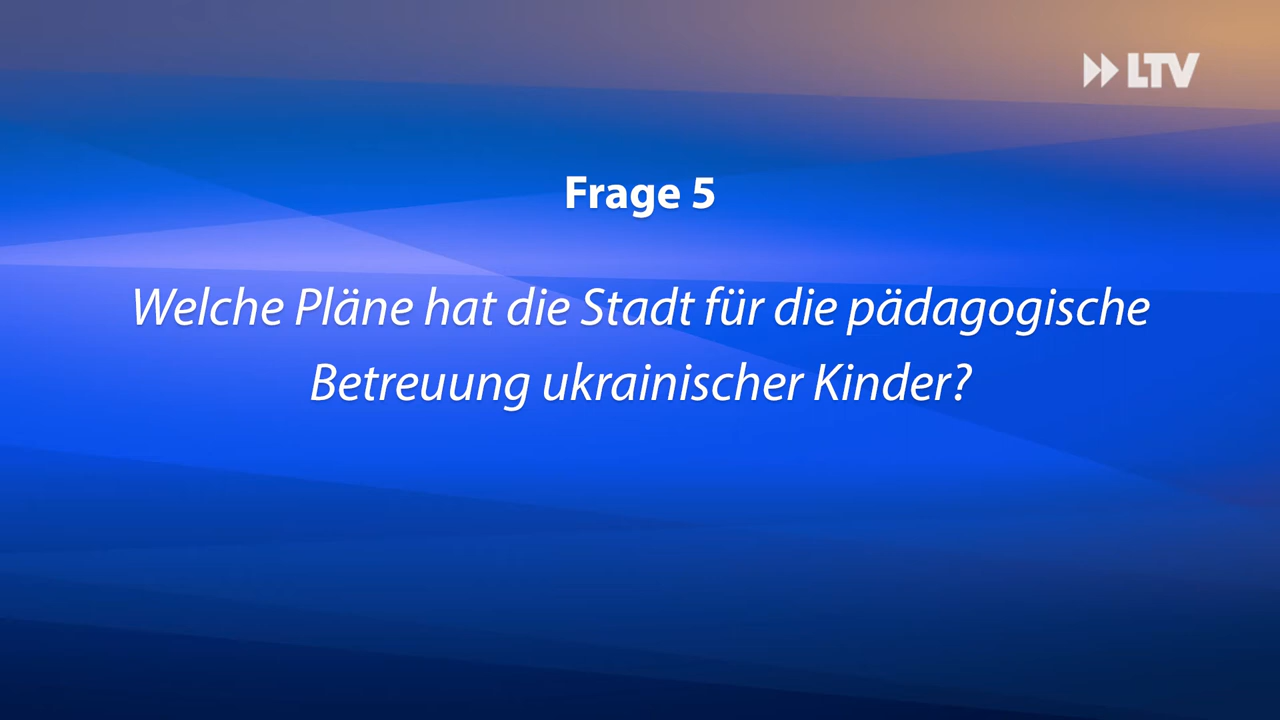 LTV
Frage 5
Welche Pläne hat die Stadt für die pädagogische
Betreuung ukrainischer Kinder?